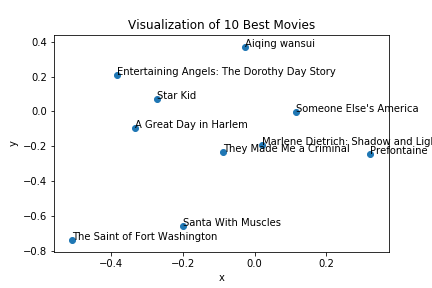 Visualization of 10 Best Movies
0.4
Aiqing wansui
Entertaining Angels: The Dorothy Day Story
0.2
Star Kid
Someone Else's America
0.0
A Great Day in Harlem
y
Marlene Dietrich: Shadow and Ligh
They Made Me a Criminal
Prefontaine
−0.2
−0.4
−0.6
Santa With Muscles
The Saint of Fort Washington
−0.8
−0.4 −0.2 0.0 0.2
x